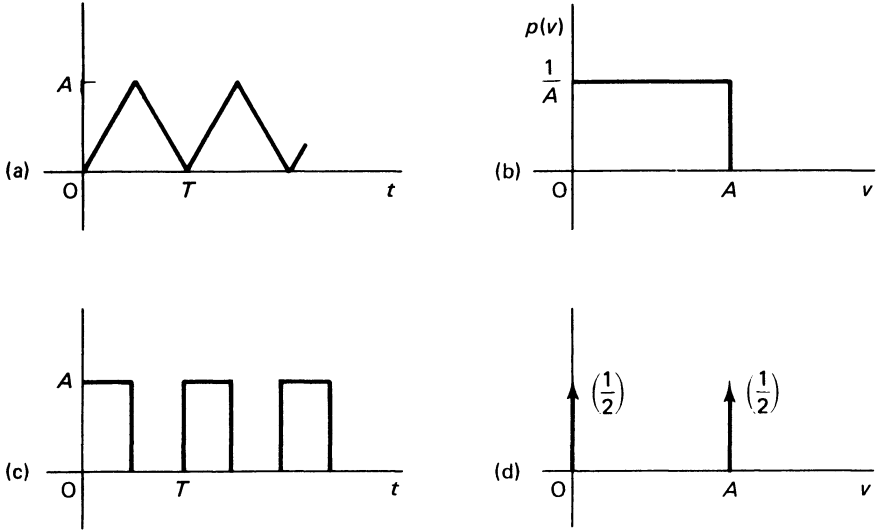 A
(a)
O T t
p(v)
1/A
(b)
O A v
A
(c)
O T t
(1/2) (1/2)
(d)
O A v